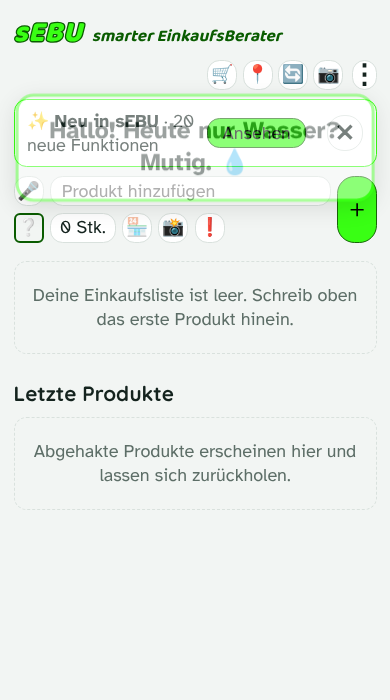 sEBU smarter EinkaufsBerater
✨ Neu in sEBU · 20
neue Funktionen
Ansehen
Hallo! Heute nur Wasser?
Mutig. 💧
Produkt hinzufügen
+
0 Stk.
Deine Einkaufsliste ist leer. Schreib oben
das erste Produkt hinein.
Letzte Produkte
Abgehakte Produkte erscheinen hier und
lassen sich zurückholen.